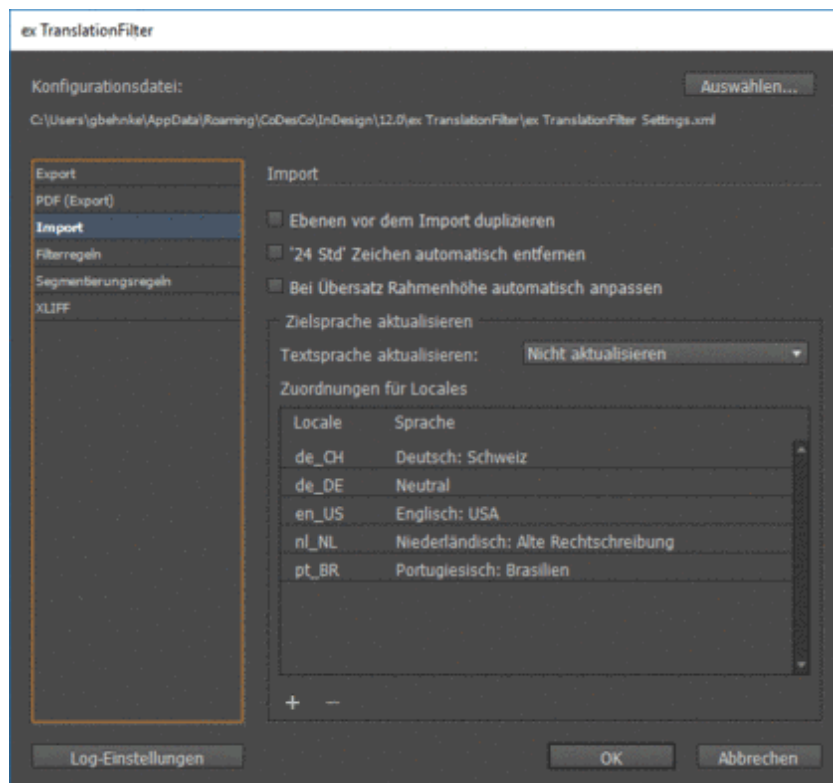 ex TranslationFilter
Konfigurationsdatei:
Auswählen...
C:\Users\gbehnke\AppData\Roaming\CoDesCo\InDesign\12.0\ex TranslationFilter\ex TranslationFilter Settings.xml
Export
PDF (Export)
Import
Filterregeln
Segmentierungsregeln
XLIFF
Import
Ebenen vor dem Import duplizieren
'24 Std' Zeichen automatisch entfernen
Bei Übersatz Rahmenhöhe automatisch anpassen
Zielsprache aktualisieren
Textsprache aktualisieren: Nicht aktualisieren
Zuordnungen für Locales
Locale Sprache
de_CH Deutsch: Schweiz
de_DE Neutral
en_US Englisch: USA
nl_NL Niederländisch: Alte Rechtschreibung
pt_BR Portugiesisch: Brasilien
+ −
Log-Einstellungen OK Abbrechen